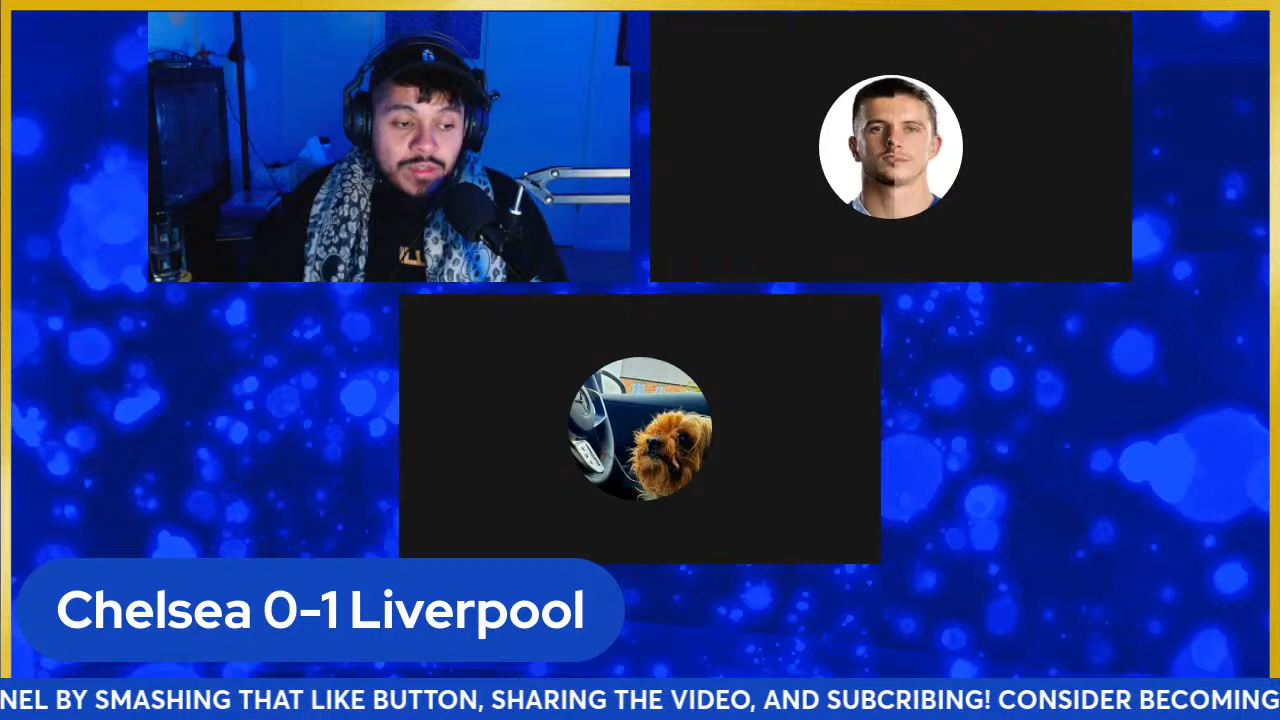 Chelsea 0-1 Liverpool
NEL BY SMASHING THAT LIKE BUTTON, SHARING THE VIDEO, AND SUBCRIBING! CONSIDER BECOMING